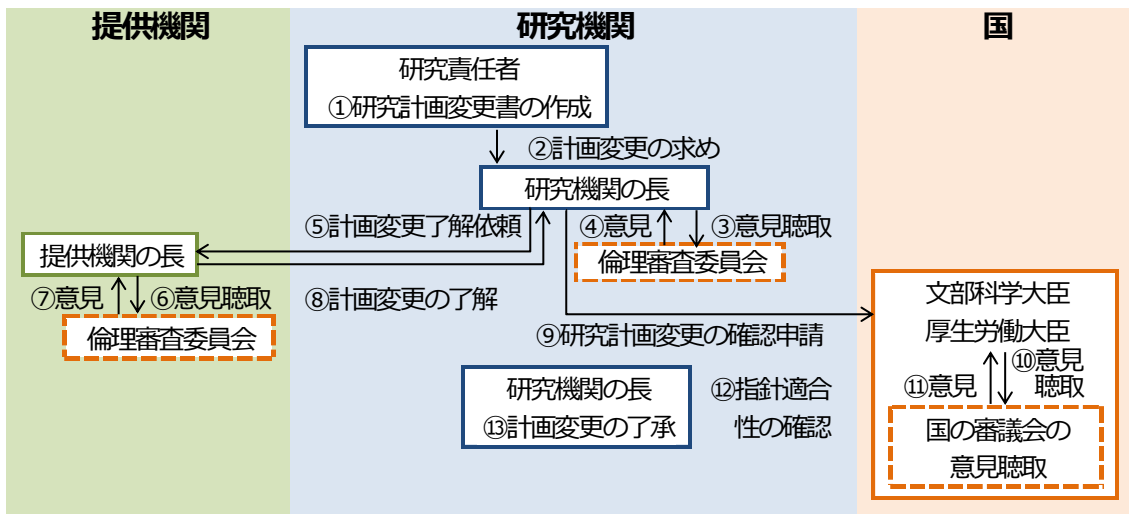 提供機関
研究機関
国
研究責任者
①研究計画変更書の作成
②計画変更の求め
研究機関の長
⑤計画変更了解依頼
④意見
③意見聴取
提供機関の長
倫理審査委員会
⑦意見
⑥意見聴取
⑧計画変更の了解
倫理審査委員会
⑨研究計画変更の確認申請
文部科学大臣
厚生労働大臣
⑩意見
聴取
⑪意見
国の審議会の
意見聴取
研究機関の長
⑬計画変更の了承
⑫指針適合
性の確認